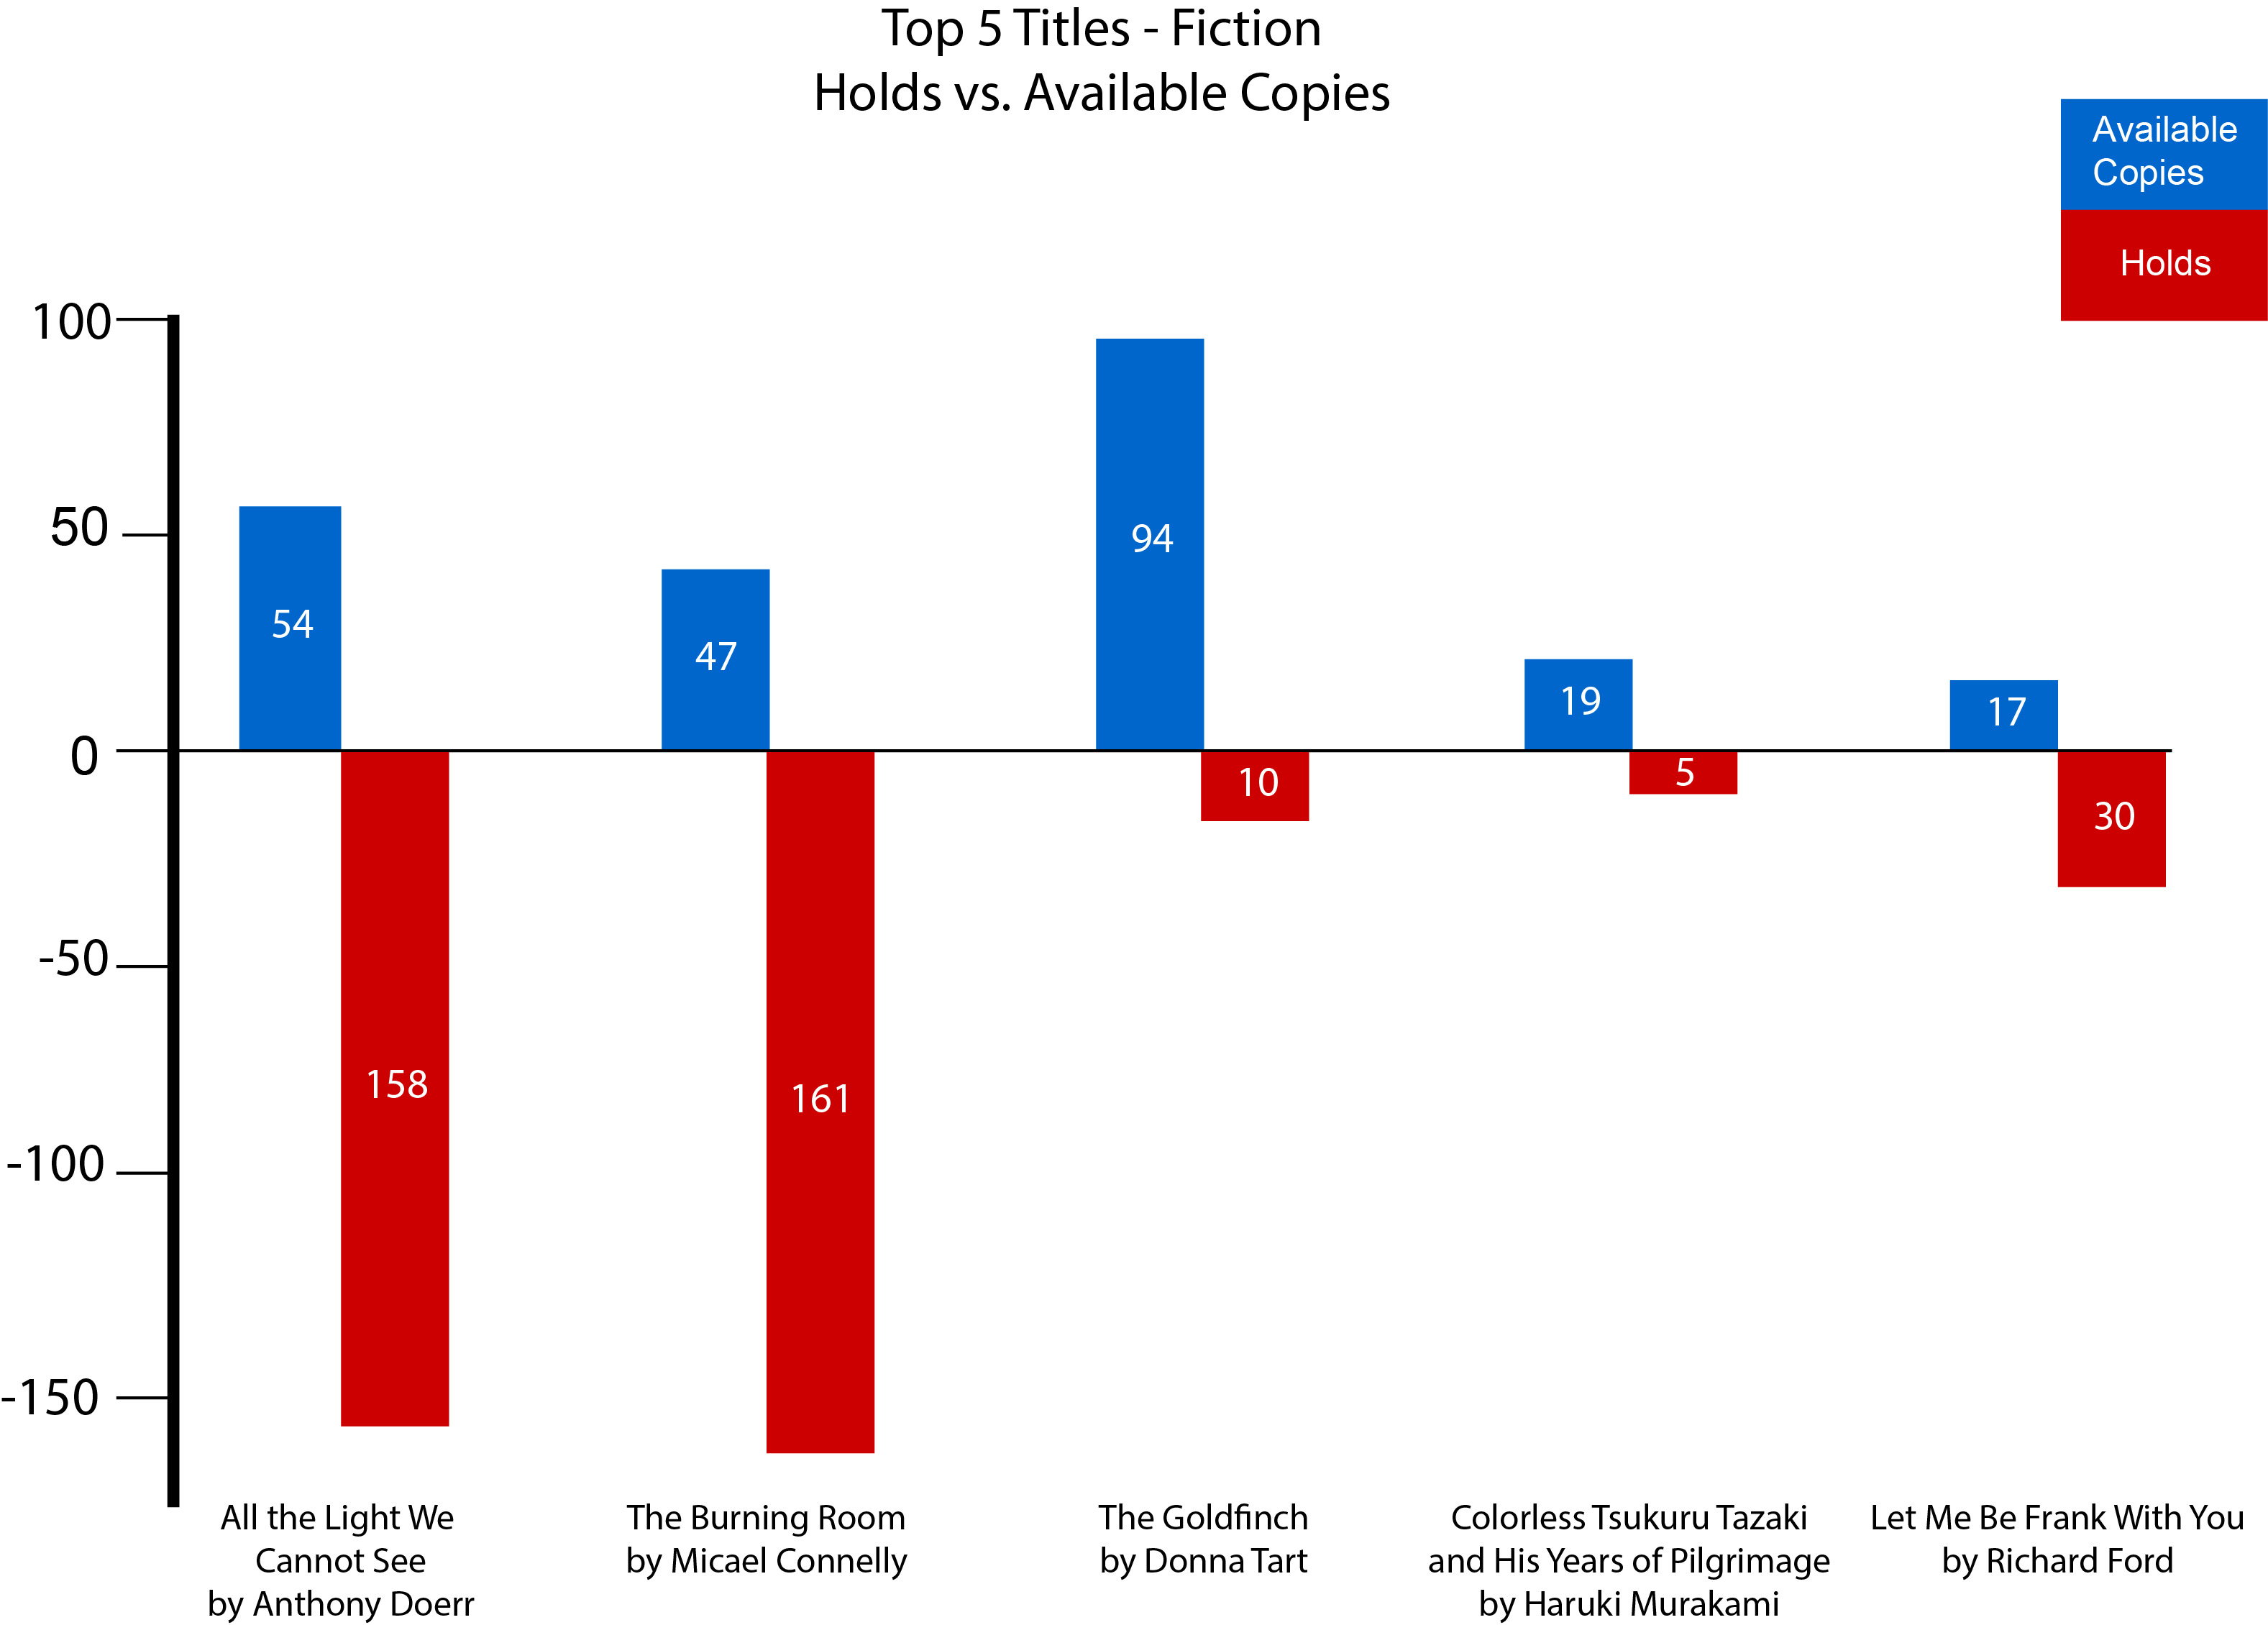 Top 5 Titles - Fiction
Holds vs. Available Copies
Available
Copies
Holds
100
50
0
-50
-100
-150
54
158
47
161
94
10
19
5
17
30
All the Light We
Cannot See
by Anthony Doerr
The Burning Room
by Micael Connelly
The Goldfinch
by Donna Tart
Colorless Tsukuru Tazaki
and His Years of Pilgrimage
by Haruki Murakami
Let Me Be Frank With You
by Richard Ford